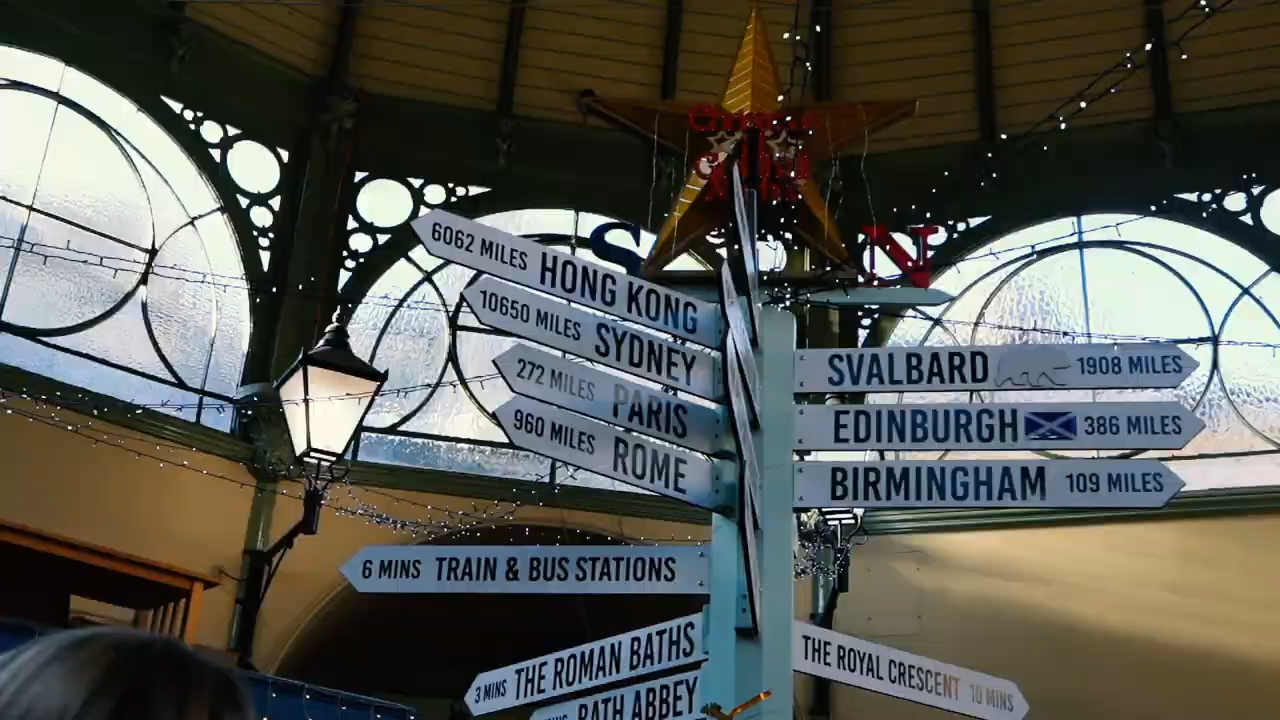 S
N
6062 MILES HONG KONG
10650 MILES SYDNEY
272 MILES PARIS
960 MILES ROME
SVALBARD 1908 MILES
EDINBURGH 386 MILES
BIRMINGHAM 109 MILES
6 MINS TRAIN & BUS STATIONS
3 MINS THE ROMAN BATHS
BATH ABBEY
THE ROYAL CRESCENT 10 MINS